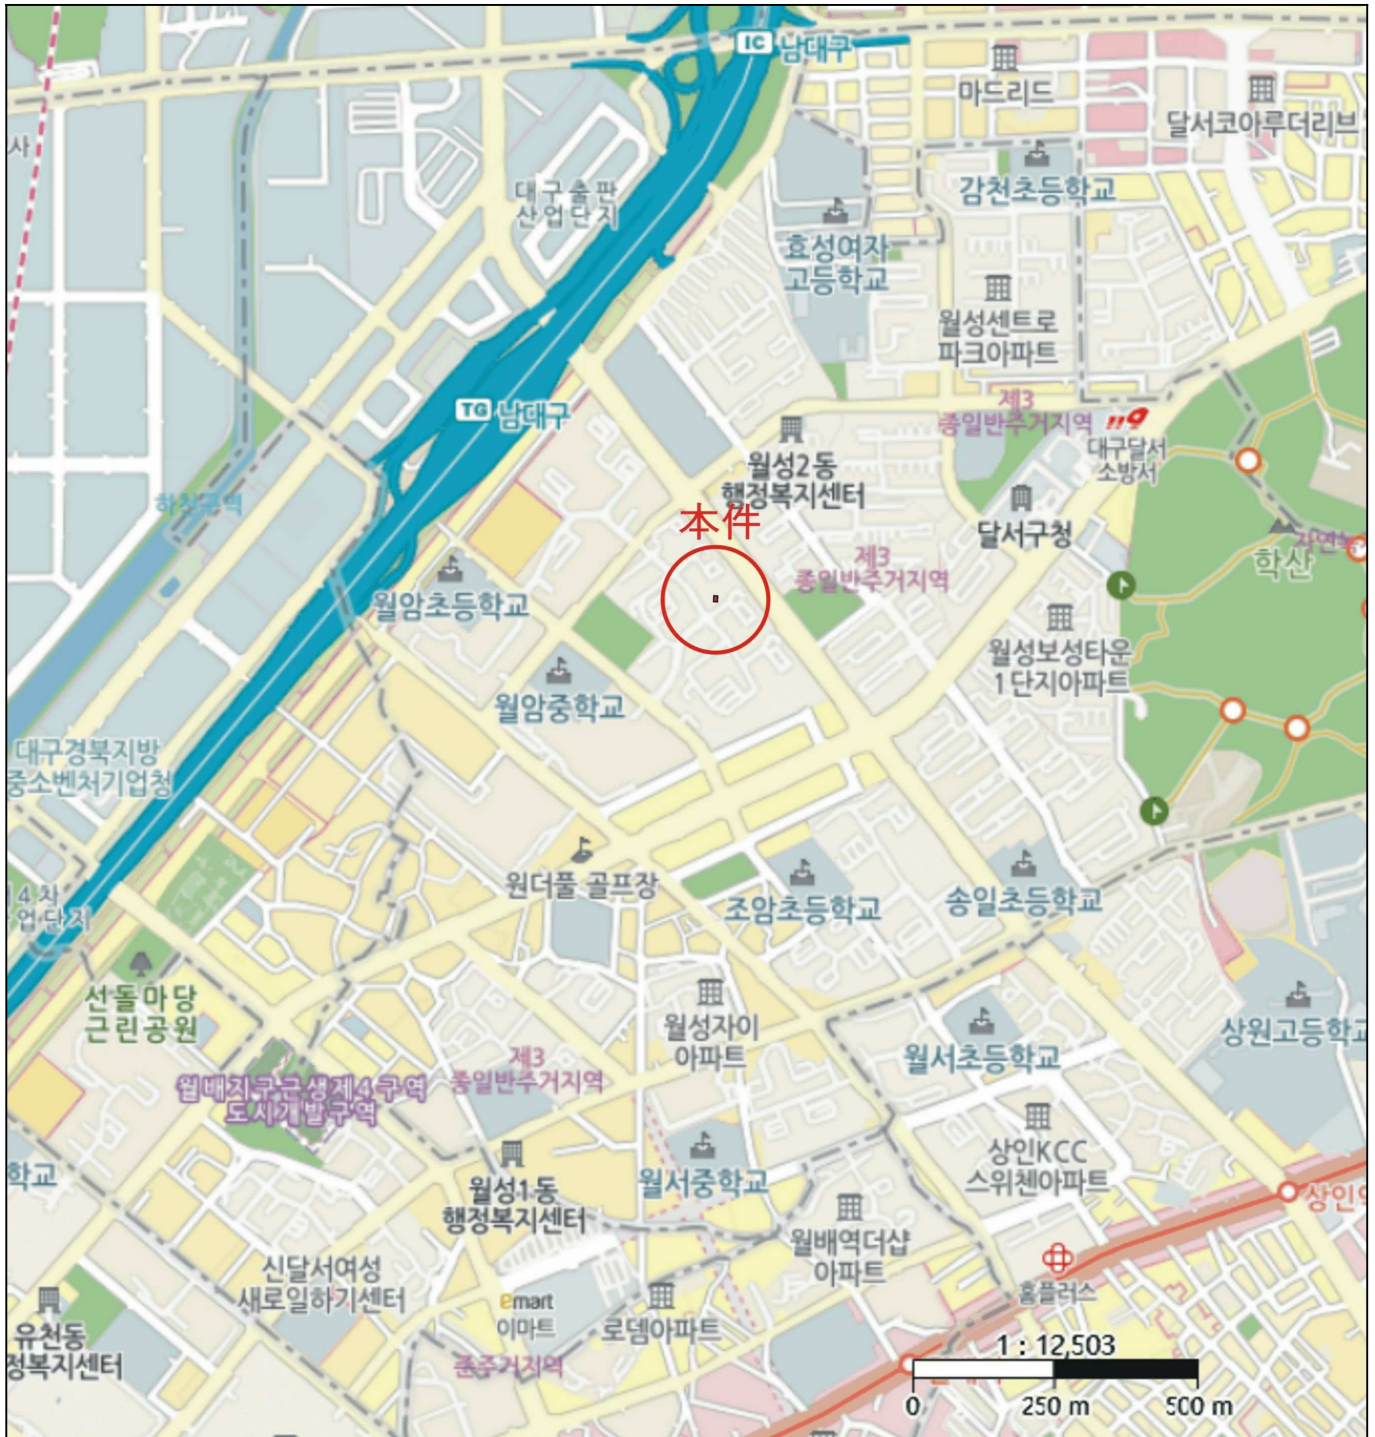 IC 남대구
마드리드
달서코아루더리브
사
대구출판
산업단지
감천초등학교
효성여자
고등학교
월성센트로
파크아파트
TG 남대구
제3
종일반주거지역
대구달서
소방서
월성2동
행정복지센터
하천구역
本件
달서구청
제3
종일반주거지역
학산
월암초등학교
월성보성타운
1단지아파트
월암중학교
대구경북지방
중소벤처기업청
원더풀 골프장
조암초등학교
송일초등학교
4차
업단지
선돌마당
근린공원
월성자이
아파트
월서초등학교
상원고등학교
제3
종일반주거지역
월배지구근생제4구역
도시개발구역
상인KCC
스위첸아파트
학교
월성1동
행정복지센터
월서중학교
상인역
월배역더샵
아파트
신달서여성
새로일하기센터
홈플러스
emart
이마트
로뎀아파트
유천동
정복지센터
준주거지역
1 : 12,503
0 250 m 500 m